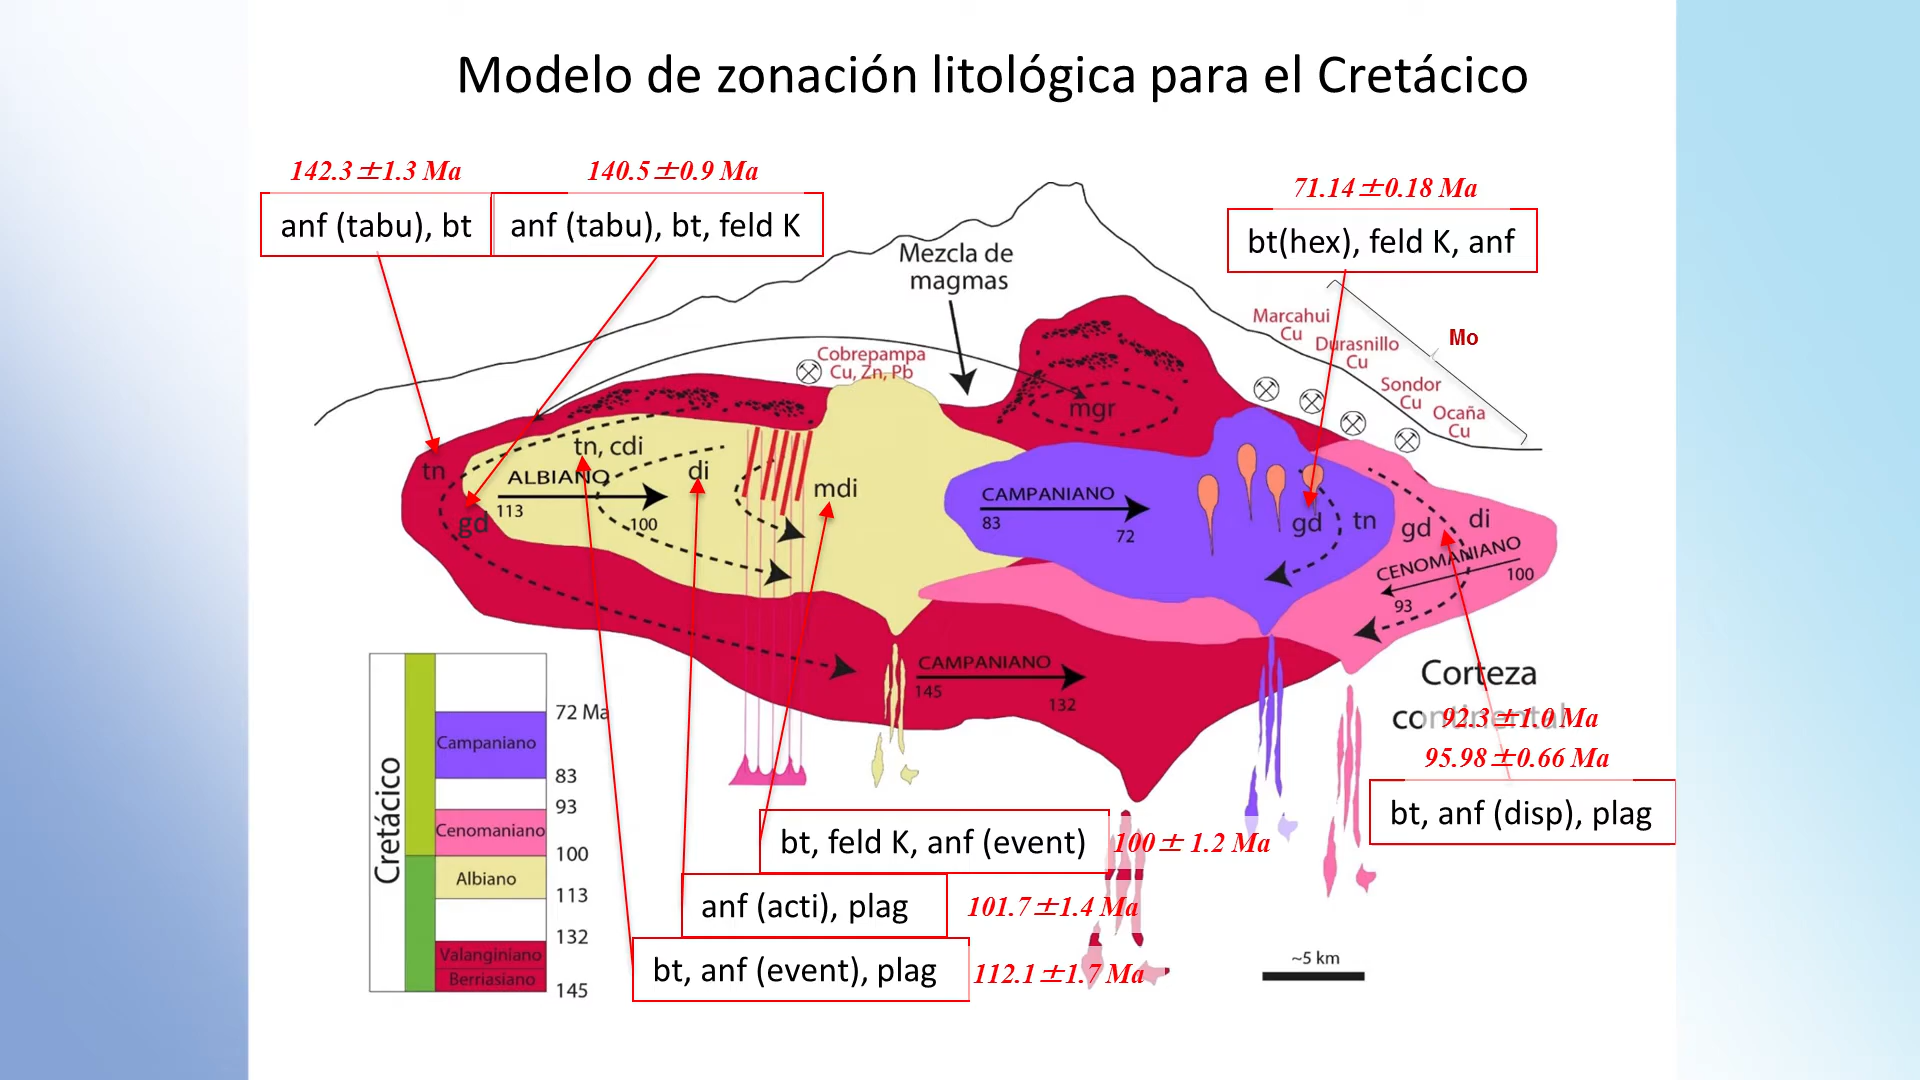 Modelo de zonación litológica para el Cretácico
142.3±1.3 Ma
140.5±0.9 Ma
71.14±0.18 Ma
anf (tabu), bt
anf (tabu), bt, feld K
bt(hex), feld K, anf
Mezcla de
magmas
Marcahui
Cu
Durasnillo
Cu
Mo
Sondor
Cu
Ocaña
Cu
Cobrepampa
Cu, Zn, Pb
mgr
tn
tn, cdi
di
ALBIANO
113
100
gd
mdi
CAMPANIANO
83
72
gd
tn
gd
di
CENOMANIANO
100
93
CAMPANIANO
145
132
Corteza
continental
92.3±1.0 Ma
95.98±0.66 Ma
bt, anf (disp), plag
Cretácico
72 Ma
Campaniano
83
93
Cenomaniano
100
Albiano
113
132
Valanginiano
Berriasiano
145
bt, feld K, anf (event)
100± 1.2 Ma
anf (acti), plag
101.7±1.4 Ma
bt, anf (event), plag
112.1±1.7 Ma
~5 km